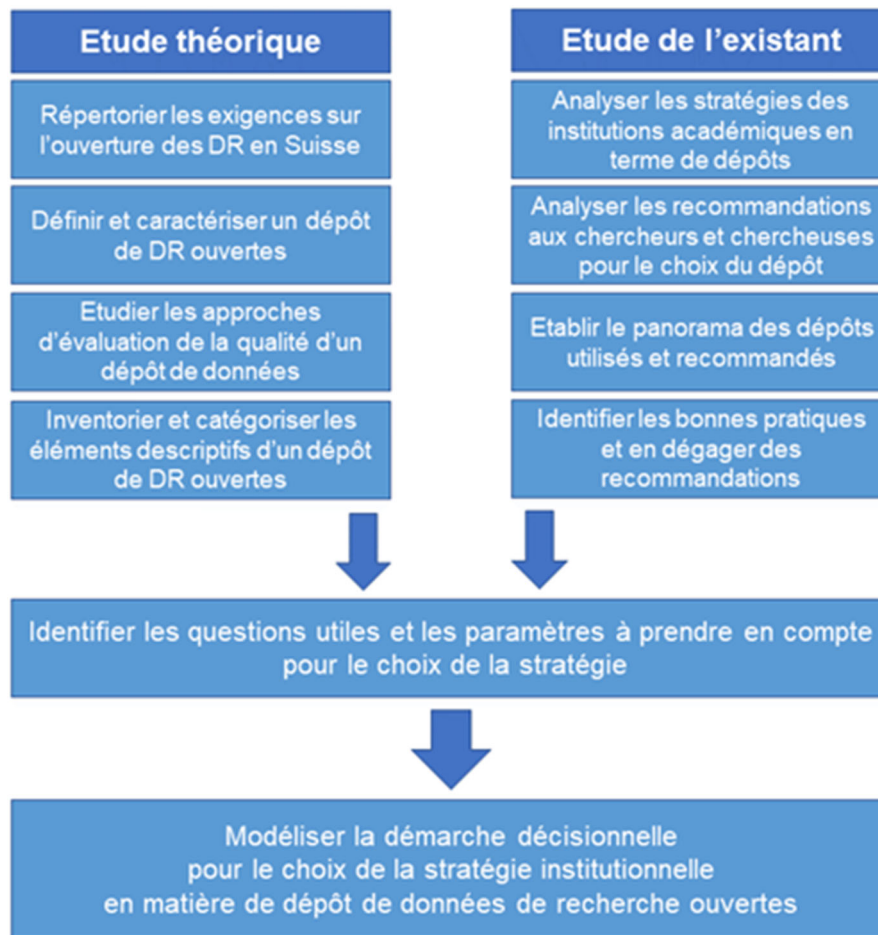 Etude théorique
Répertorier les exigences sur
l'ouverture des DR en Suisse
Définir et caractériser un dépôt
de DR ouvertes
Etudier les approches
d'évaluation de la qualité d'un
dépôt de données
Inventorier et catégoriser les
éléments descriptifs d'un dépôt
de DR ouvertes
Etude de l'existant
Analyser les stratégies des
institutions académiques en
terme de dépôts
Analyser les recommandations
aux chercheurs et chercheuses
pour le choix du dépôt
Etablir le panorama des dépôts
utilisés et recommandés
Identifier les bonnes pratiques
et en dégager des
recommandations
Identifier les questions utiles et les paramètres à prendre en compte
pour le choix de la stratégie
Modéliser la démarche décisionnelle
pour le choix de la stratégie institutionnelle
en matière de dépôt de données de recherche ouvertes